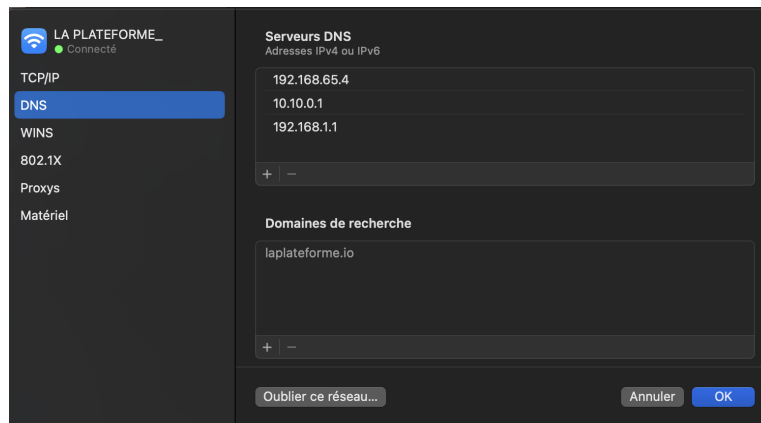 LA PLATEFORME_
Connecté
TCP/IP
DNS
WINS
802.1X
Proxys
Matériel
Serveurs DNS
Adresses IPv4 ou IPv6
192.168.65.4
10.10.0.1
192.168.1.1
+ −
Domaines de recherche
laplateforme.io
+ −
Oublier ce réseau...
Annuler
OK